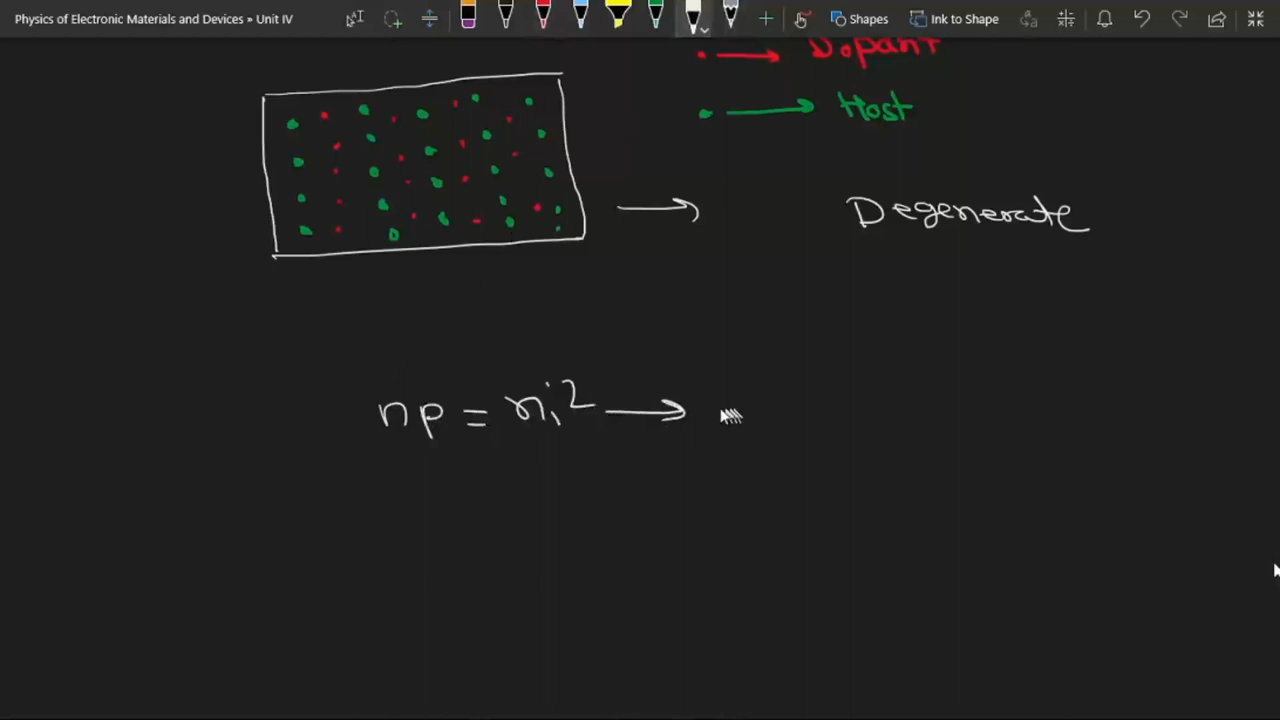 Physics of Electronic Materials and Devices » Unit IV
Shapes
Ink to Shape
Dopant
Host
Degenerate
np = ni²